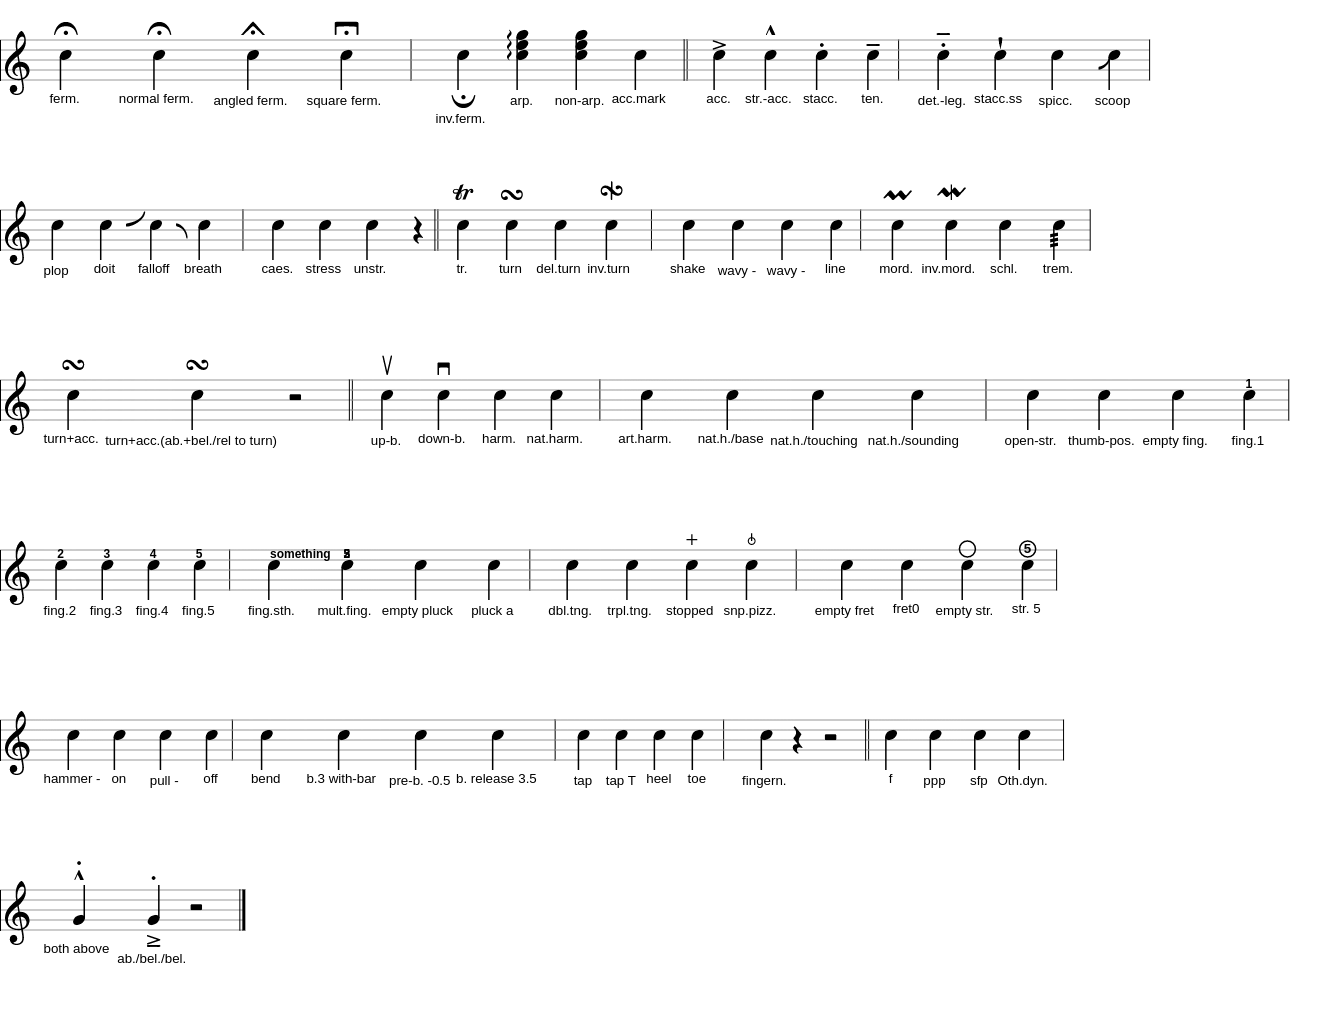 ferm. normal ferm. angled ferm. square ferm. inv.ferm. arp. non-arp. acc.mark acc. str.-acc. stacc. ten. det.-leg. stacc.ss spicc. scoop
tr
plop doit falloff breath caes. stress unstr. tr. turn del.turn inv.turn shake wavy - wavy - line mord. inv.mord. schl. trem.
1
turn+acc. turn+acc.(ab.+bel./rel to turn) up-b. down-b. harm. nat.harm. art.harm. nat.h./base nat.h./touching nat.h./sounding open-str. thumb-pos. empty fing. fing.1
2 3 4 5 something 5
fing.2 fing.3 fing.4 fing.5 fing.sth. mult.fing. empty pluck pluck a dbl.tng. trpl.tng. stopped snp.pizz. empty fret fret0 empty str. str. 5
hammer - on pull - off bend b.3 with-bar pre-b. -0.5 b. release 3.5 tap tap T heel toe fingern. f ppp sfp Oth.dyn.
both above ab./bel./bel.